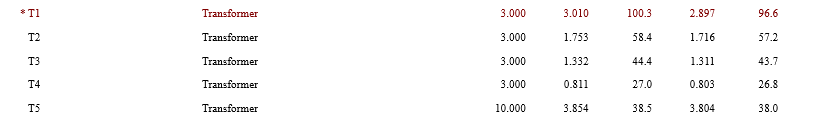 * T1 Transformer 3.000 3.010 100.3 2.897 96.6
T2 Transformer 3.000 1.753 58.4 1.716 57.2
T3 Transformer 3.000 1.332 44.4 1.311 43.7
T4 Transformer 3.000 0.811 27.0 0.803 26.8
T5 Transformer 10.000 3.854 38.5 3.804 38.0